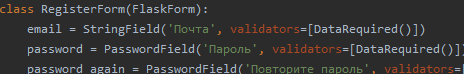 class RegisterForm(FlaskForm):
    email = StringField('Почта', validators=[DataRequired()])
    password = PasswordField('Пароль', validators=[DataRequired()]
    password_again = PasswordField('Повторите пароль', validators=